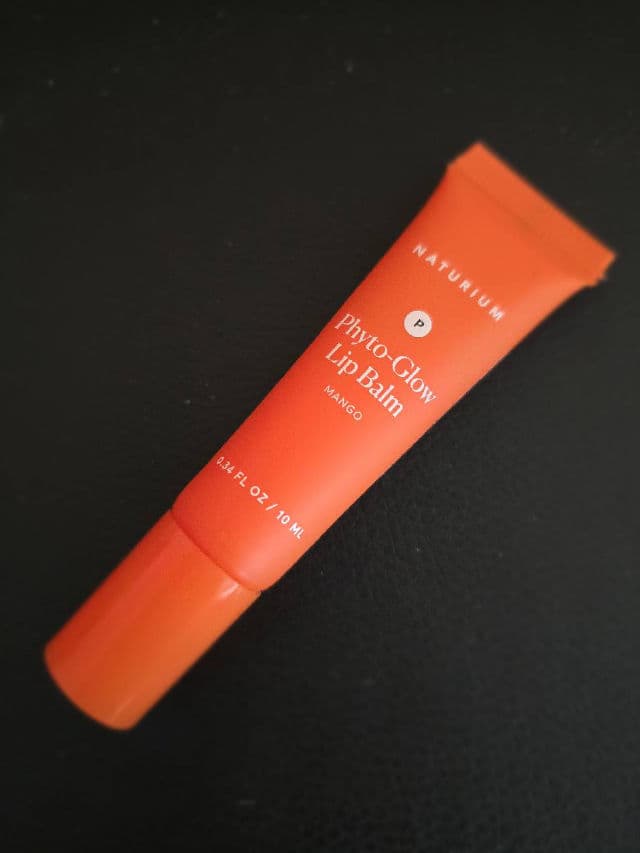 NATURIUM
P
Phyto-Glow
Lip Balm
MANGO
0.34 FL OZ / 10 ML